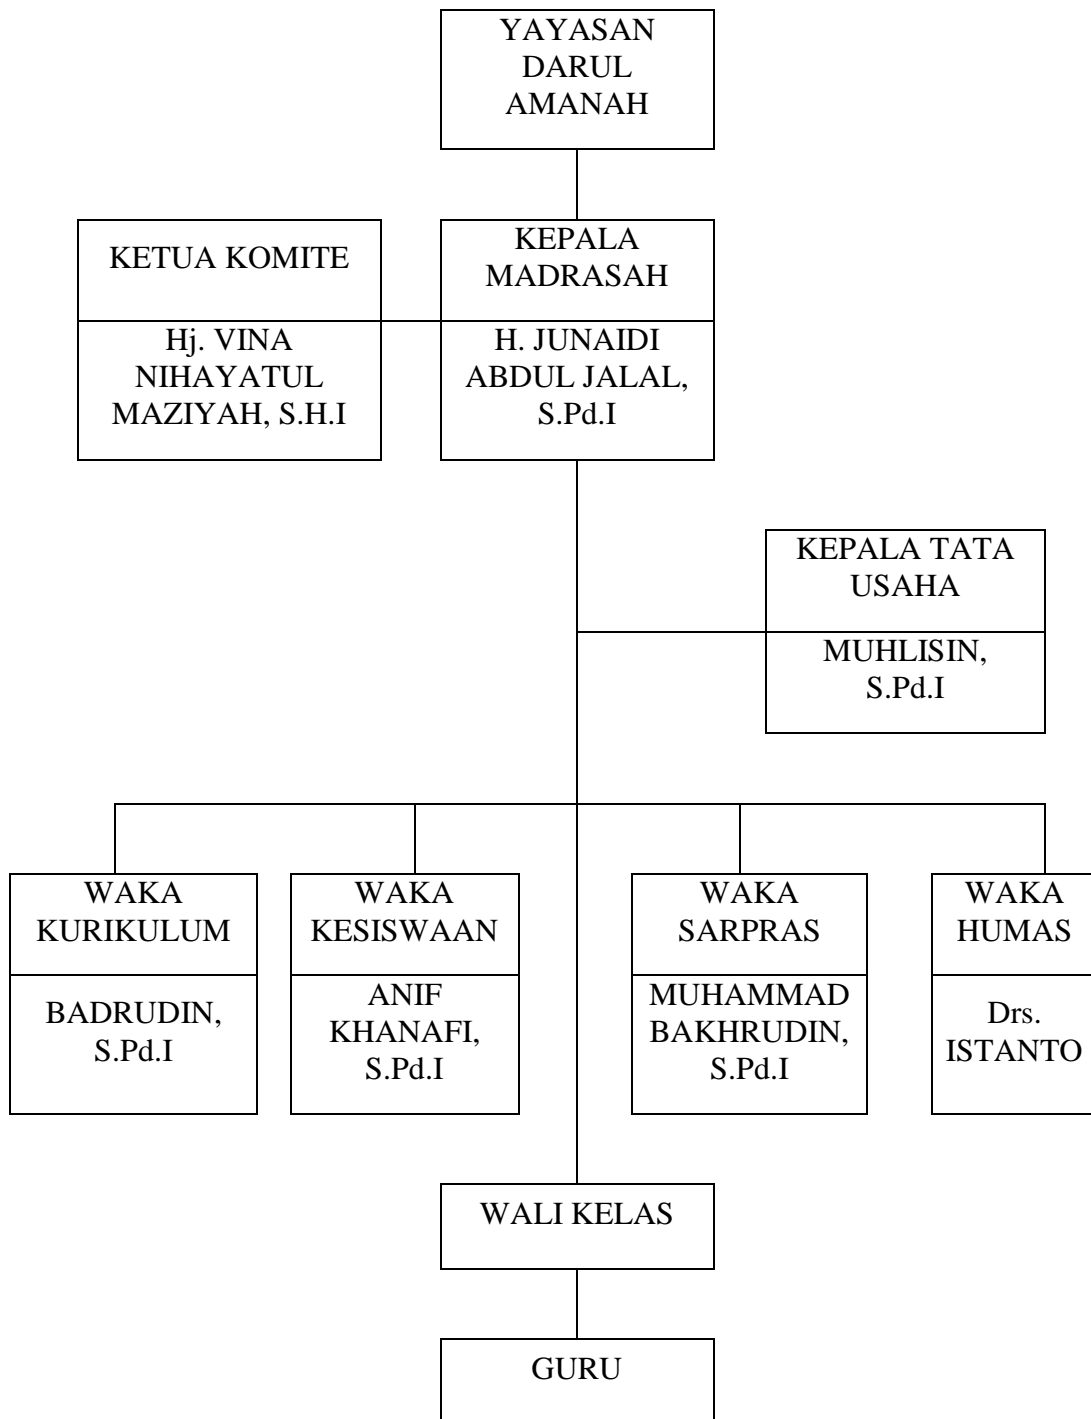 YAYASAN
DARUL
AMANAH
KETUA KOMITE
Hj. VINA
NIHAYATUL
MAZIYAH, S.H.I
KEPALA
MADRASAH
H. JUNAIDI
ABDUL JALAL,
S.Pd.I
KEPALA TATA
USAHA
MUHLISIN,
S.Pd.I
WAKA
KURIKULUM
BADRUDIN,
S.Pd.I
WAKA
KESISWAAN
ANIF
KHANAFI,
S.Pd.I
WAKA
SARPRAS
MUHAMMAD
BAKHRUDIN,
S.Pd.I
WAKA
HUMAS
Drs.
ISTANTO
WALI KELAS
GURU